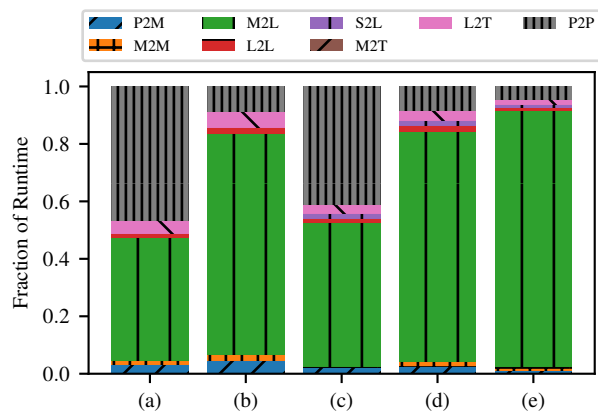 P2M M2L S2L L2T P2P
M2M L2L M2T
Fraction of Runtime
1.0
0.8
0.6
0.4
0.2
0.0
(a) (b) (c) (d) (e)